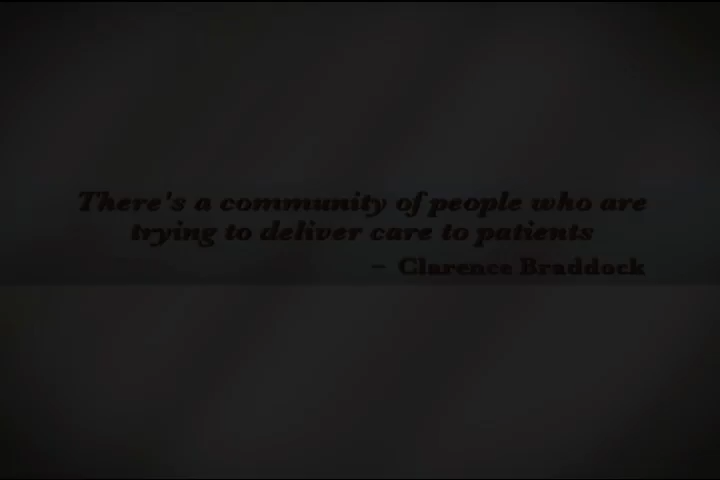 There's a community of people who are
trying to deliver care to patients
– Clarence Braddock